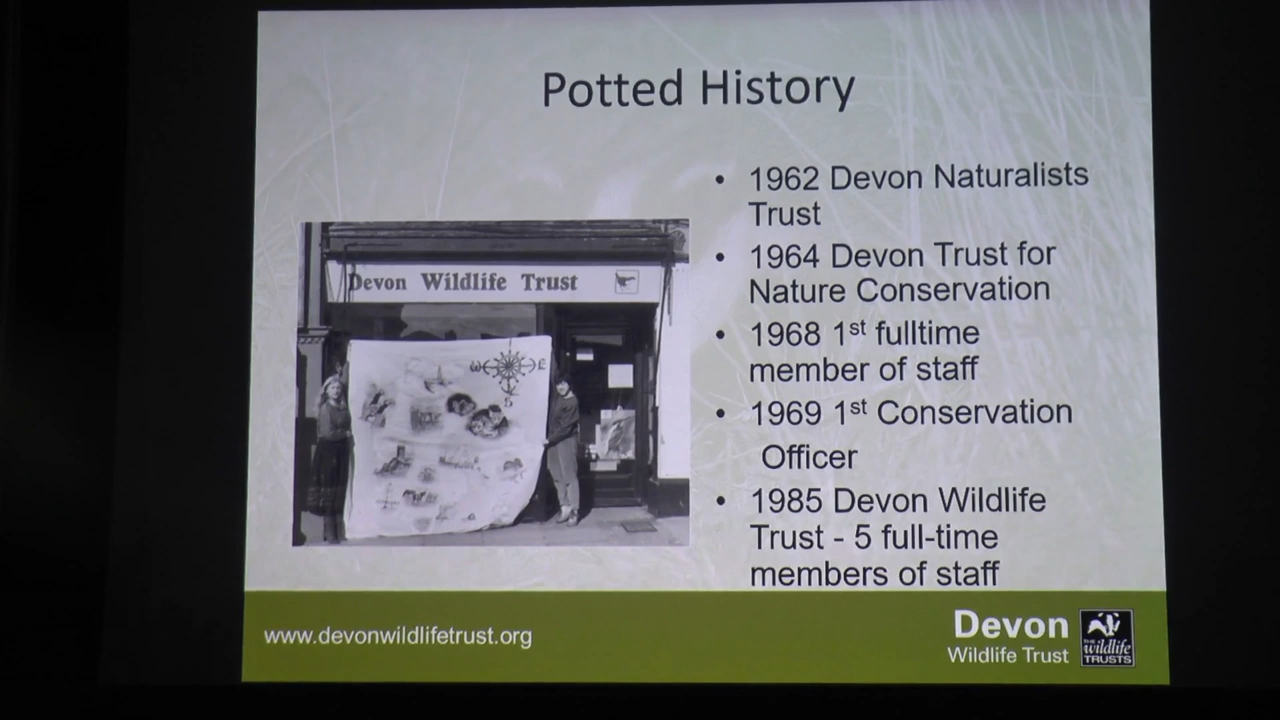 Potted History
• 1962 Devon Naturalists
Trust
• 1964 Devon Trust for
Nature Conservation
• 1968 1st fulltime
member of staff
• 1969 1st Conservation
Officer
• 1985 Devon Wildlife
Trust - 5 full-time
members of staff
Devon Wildlife Trust
W E
S
www.devonwildlifetrust.org
Devon
Wildlife Trust
THE
wildlife
TRUSTS